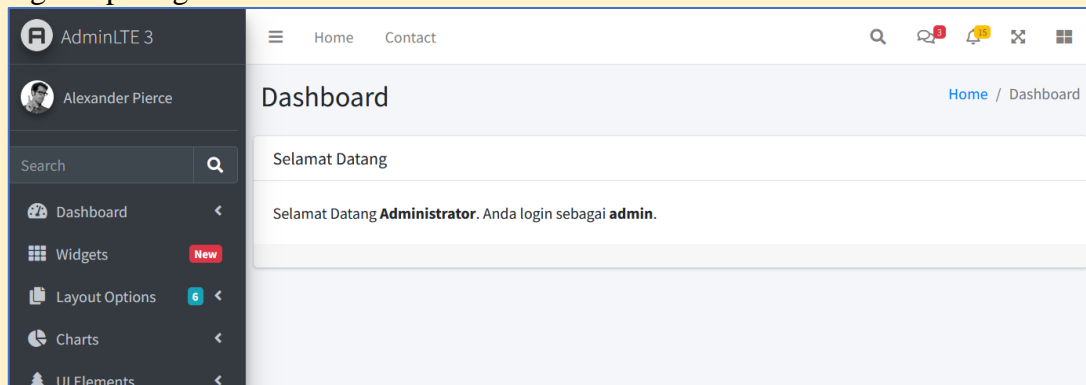 AdminLTE 3
Home Contact
3
15
Alexander Pierce
Dashboard
Home / Dashboard
Search
Selamat Datang
Selamat Datang Administrator. Anda login sebagai admin.
Dashboard
Widgets New
Layout Options 6
Charts
UI Elements